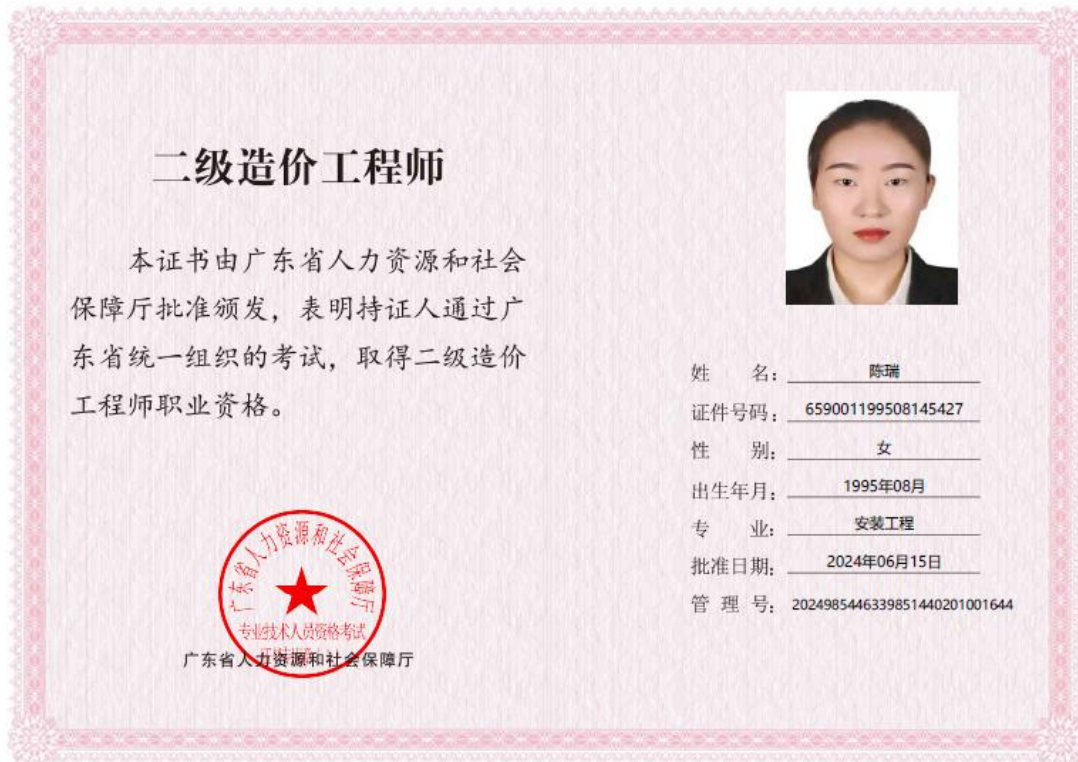 二级造价工程师
本证书由广东省人力资源和社会
保障厅批准颁发，表明持证人通过广
东省统一组织的考试，取得二级造价
工程师职业资格。
广东省人力资源和社会保障厅
专业技术人员资格考试
广东省人力资源和社会保障厅
姓 名：陈瑞
证件号码：659001199508145427
性 别：女
出生年月：1995年08月
专 业：安装工程
批准日期：2024年06月15日
管 理 号：20249854463398514402010016​44